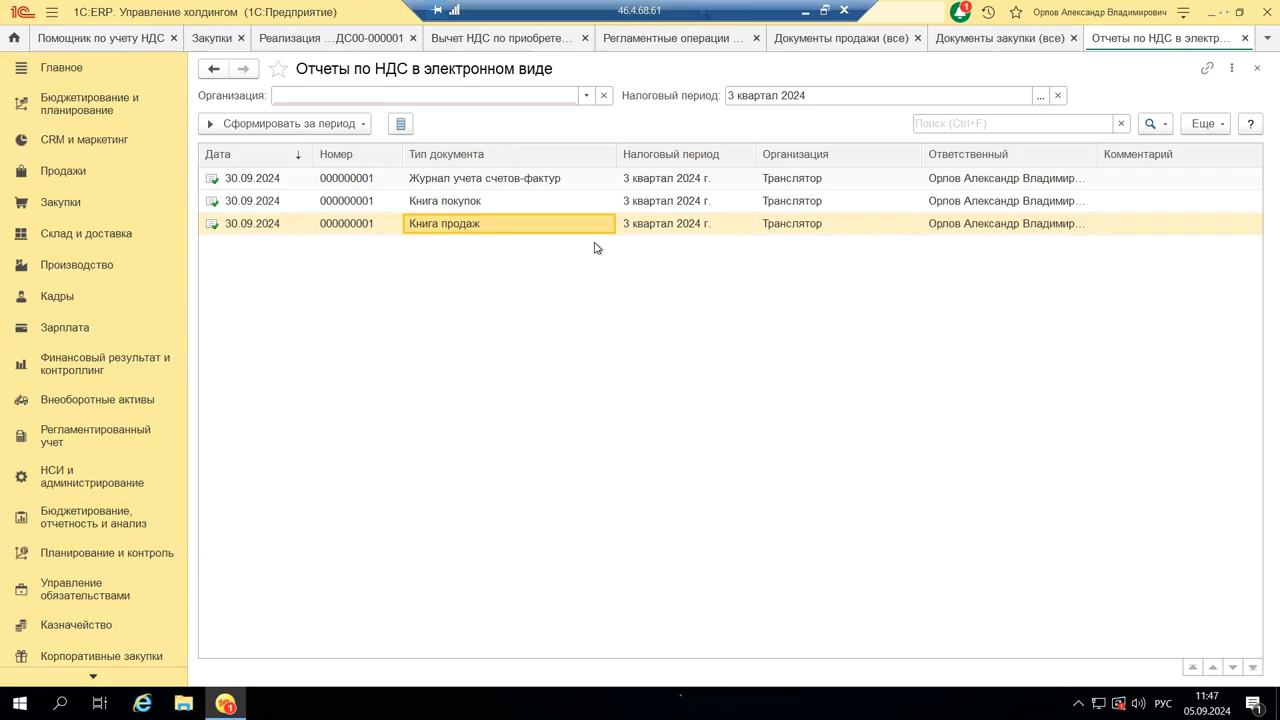 1С:ERP. Управление холдингом (1С:Предприятие)
46.4.68.61
Орлов Александр Владимирович
Помощник по учету НДС
Закупки
Реализация ...ДС00-000001
Вычет НДС по приобрете...
Регламентные операции ...
Документы продажи (все)
Документы закупки (все)
Отчеты по НДС в электр...
Главное
Бюджетирование и
планирование
CRM и маркетинг
Продажи
Закупки
Склад и доставка
Производство
Кадры
Зарплата
Финансовый результат и
контроллинг
Внеоборотные активы
Регламентированный
учет
НСИ и
администрирование
Бюджетирование,
отчетность и анализ
Планирование и контроль
Управление
обязательствами
Казначейство
Корпоративные закупки
Отчеты по НДС в электронном виде
Организация:
Налоговый период: 3 квартал 2024
Сформировать за период
Поиск (Ctrl+F)
Еще
?
Дата Номер Тип документа Налоговый период Организация Ответственный Комментарий
30.09.2024 000000001 Журнал учета счетов-фактур 3 квартал 2024 г. Транслятор Орлов Александр Владимир...
30.09.2024 000000001 Книга покупок 3 квартал 2024 г. Транслятор Орлов Александр Владимир...
30.09.2024 000000001 Книга продаж 3 квартал 2024 г. Транслятор Орлов Александр Владимир...
РУС
11:47
05.09.2024